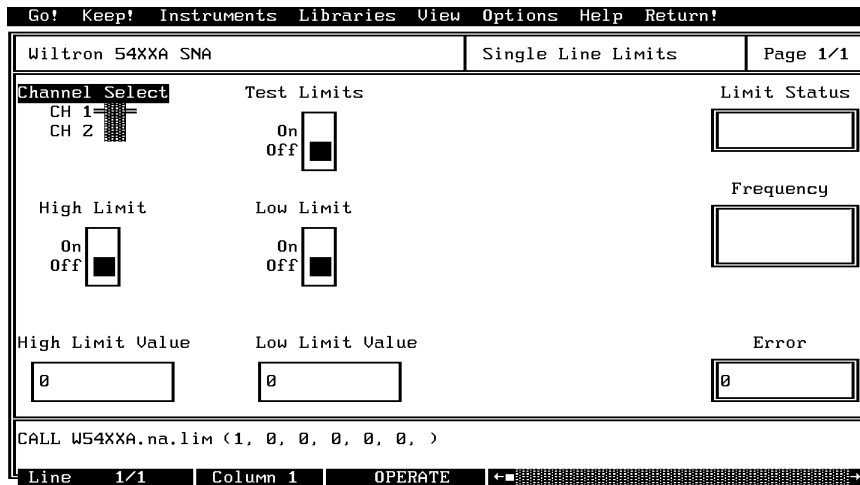 Go! Keep! Instruments Libraries View Options Help Return!
Wiltron 54XXA SNA Single Line Limits Page 1/1
Channel Select Test Limits Limit Status
CH 1
CH 2
On
Off
Frequency
High Limit Low Limit
On On
Off Off
High Limit Value Low Limit Value Error
0 0 0
CALL W54XXA.na.lim (1, 0, 0, 0, 0, 0, )
Line 1/1 Column 1 OPERATE